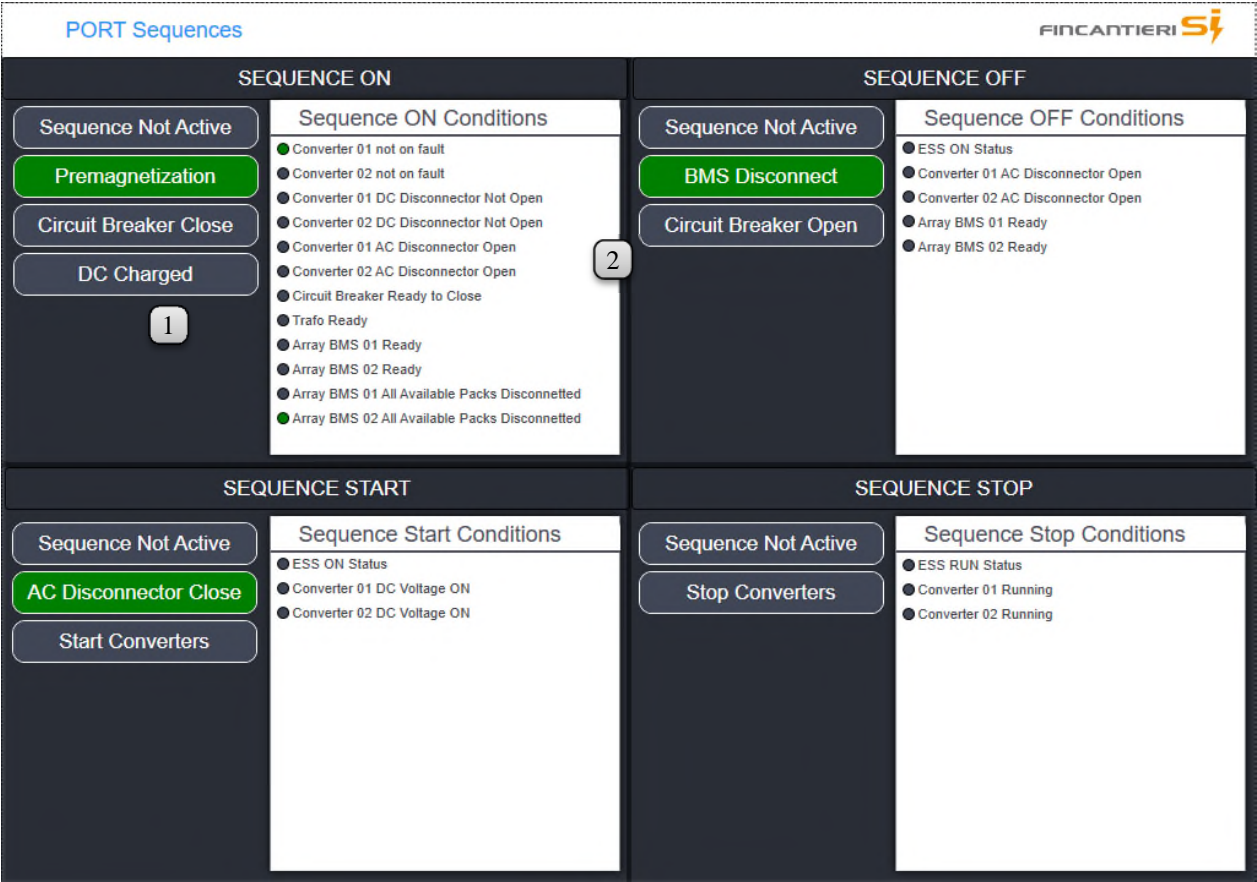 PORT Sequences
FINCANTIERI Si
SEQUENCE ON
Sequence Not Active
Premagnetization
Circuit Breaker Close
DC Charged
1
Sequence ON Conditions
Converter 01 not on fault
Converter 02 not on fault
Converter 01 DC Disconnector Not Open
Converter 02 DC Disconnector Not Open
Converter 01 AC Disconnector Open
Converter 02 AC Disconnector Open
Circuit Breaker Ready to Close
Trafo Ready
Array BMS 01 Ready
Array BMS 02 Ready
Array BMS 01 All Available Packs Disconnetted
Array BMS 02 All Available Packs Disconnetted
2
SEQUENCE OFF
Sequence Not Active
BMS Disconnect
Circuit Breaker Open
Sequence OFF Conditions
ESS ON Status
Converter 01 AC Disconnector Open
Converter 02 AC Disconnector Open
Array BMS 01 Ready
Array BMS 02 Ready
SEQUENCE START
Sequence Not Active
AC Disconnector Close
Start Converters
Sequence Start Conditions
ESS ON Status
Converter 01 DC Voltage ON
Converter 02 DC Voltage ON
SEQUENCE STOP
Sequence Not Active
Stop Converters
Sequence Stop Conditions
ESS RUN Status
Converter 01 Running
Converter 02 Running